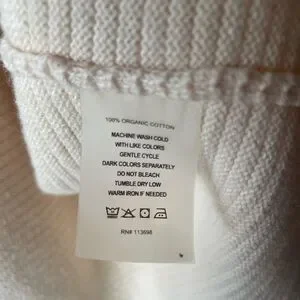 100% ORGANIC COTTON
MACHINE WASH COLD
WITH LIKE COLORS
GENTLE CYCLE
DARK COLORS SEPARATELY
DO NOT BLEACH
TUMBLE DRY LOW
WARM IRON IF NEEDED
RN# 113698